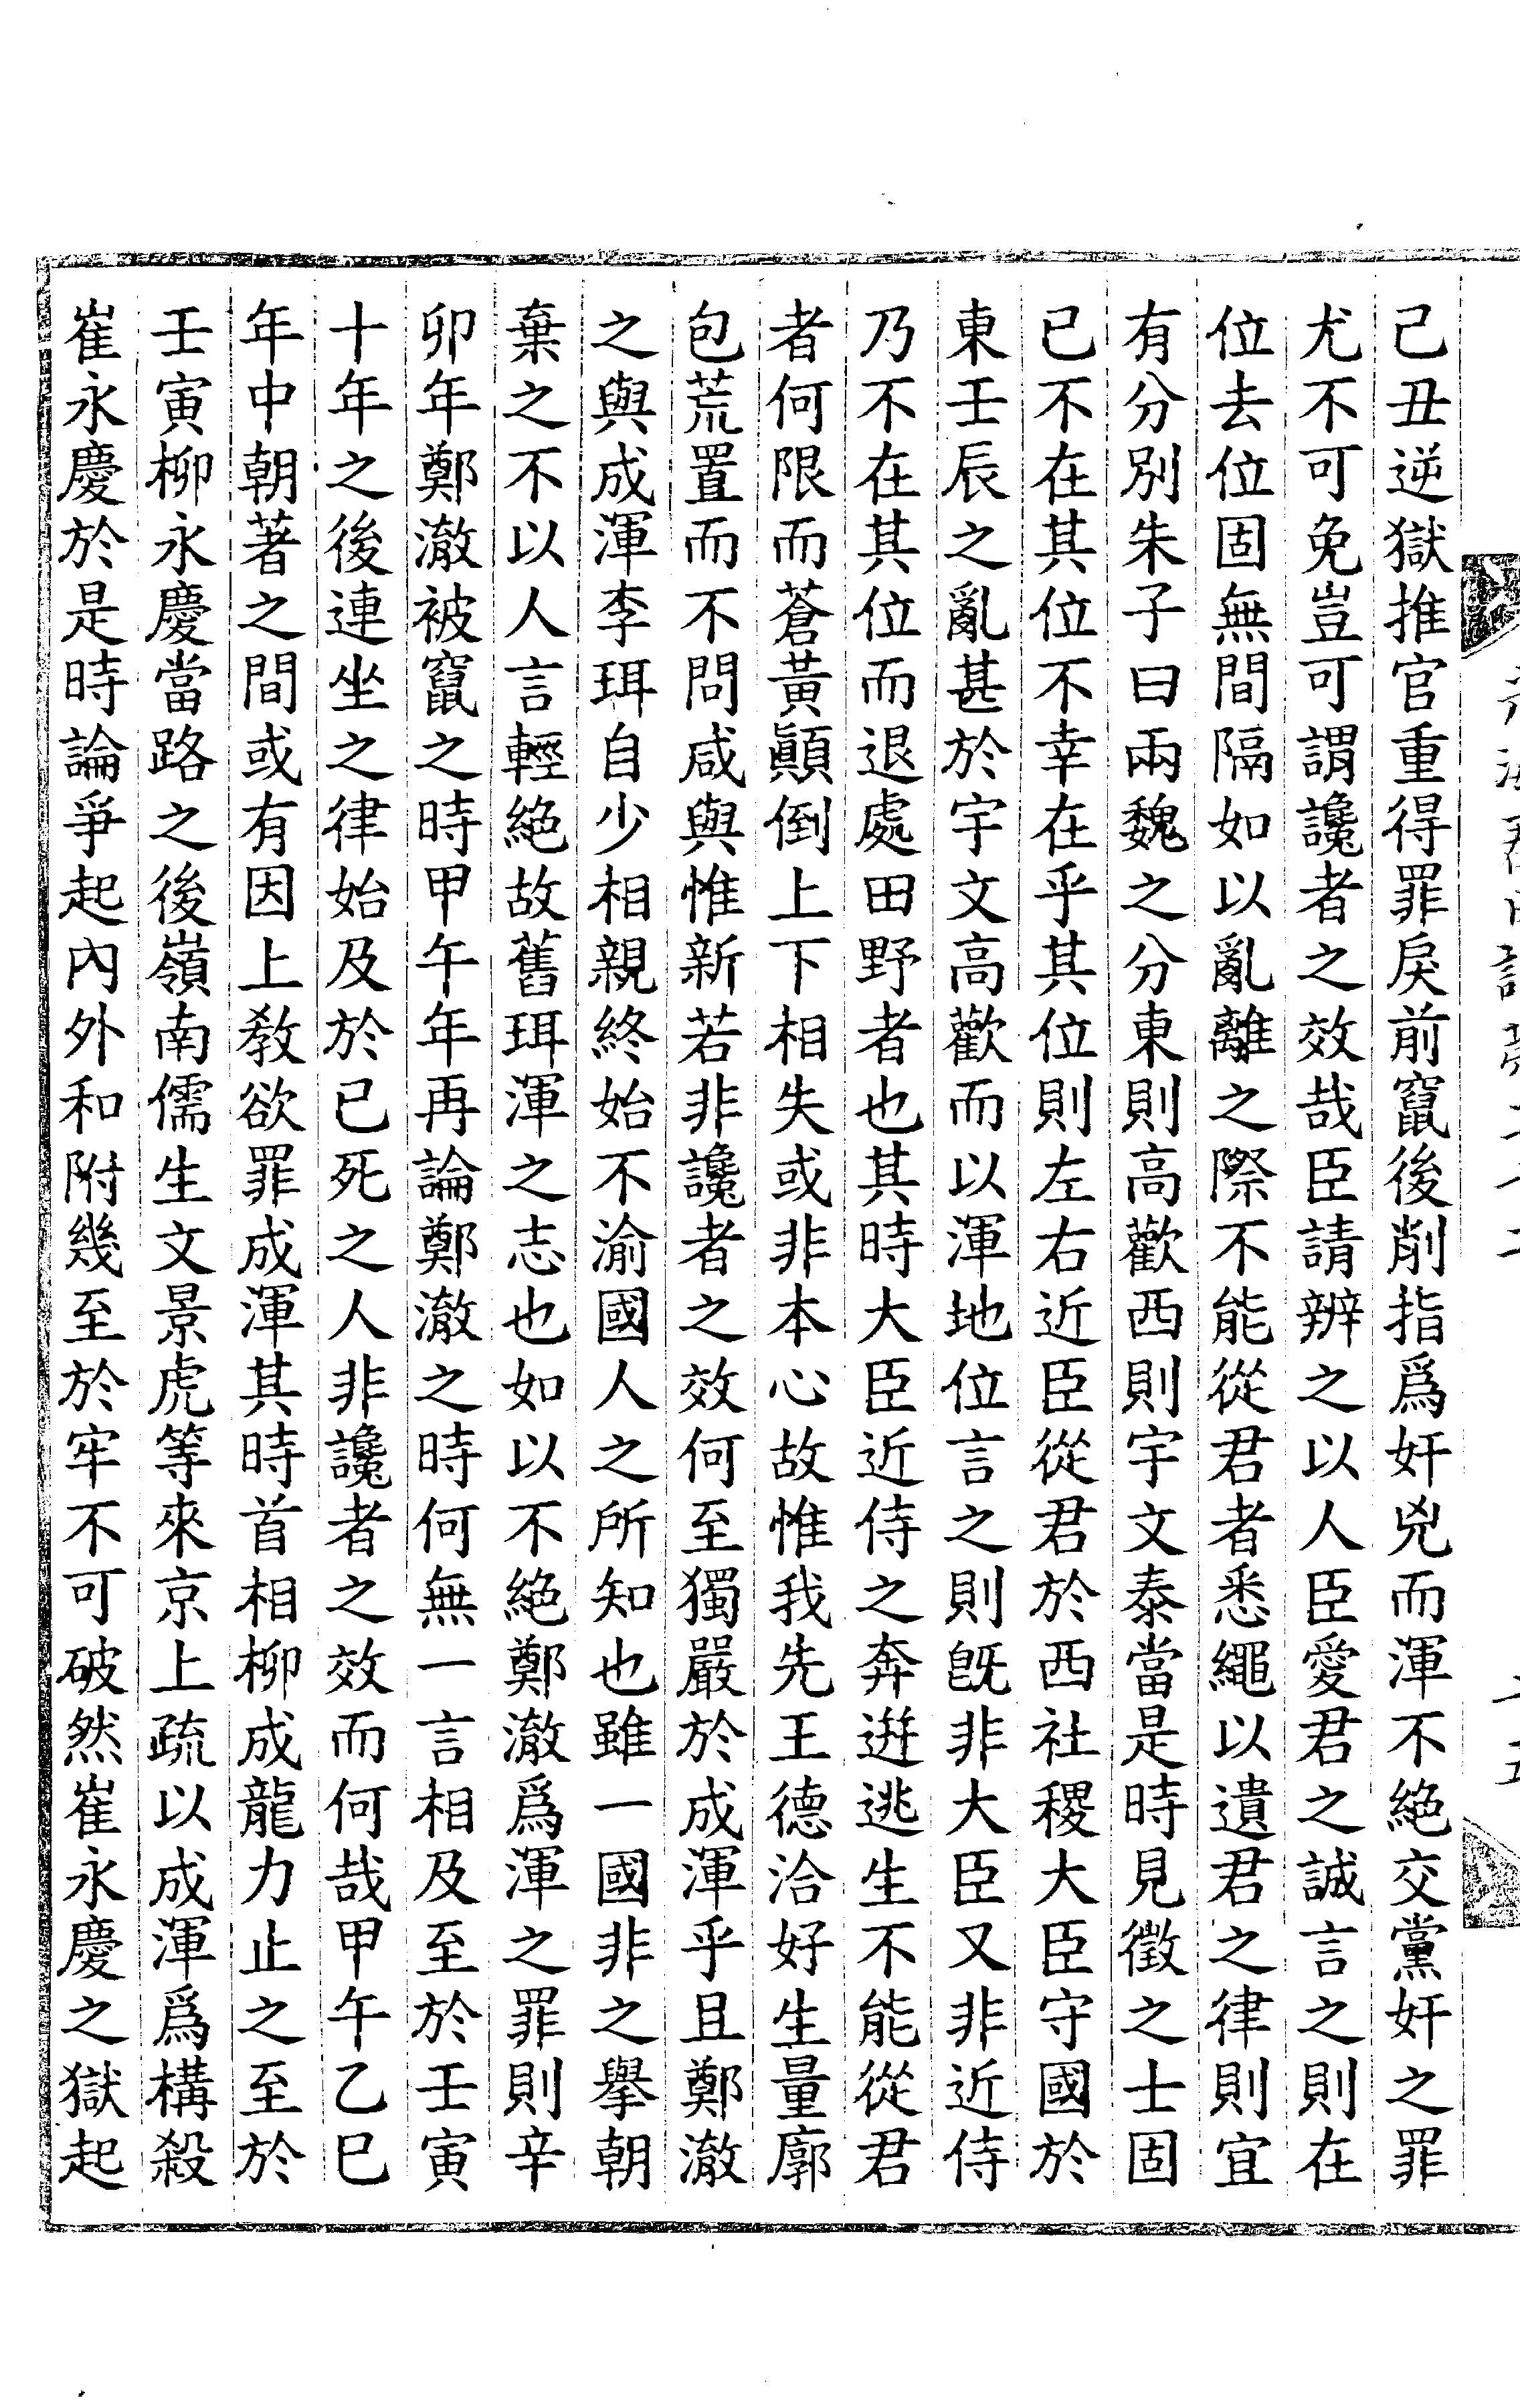 己丑逆獄推官重得罪戾前竄後削指爲奸兇而渾不絕交黨奸之罪
尤不可免豈可謂讒者之效哉臣請辨之以人臣愛君之誠言之則在
位去位固無間隔如以亂離之際不能從君者悉繩以遺君之律則宜
有分別朱子曰兩魏之分東則高歡西則宇文泰當是時見徵之士固
已不在其位不幸在乎其位則左右近臣從君於西社稷大臣守國於
東壬辰之亂甚於宇文高歡而以渾地位言之則旣非大臣又非近侍
乃不在其位而退處田野者也其時大臣近侍之奔逬逃生不能從君
者何限而蒼黃顚倒上下相失或非本心故惟我先王德洽好生量廓
包荒置而不問咸與惟新若非讒者之效何至獨嚴於成渾乎且鄭澈
之與成渾李珥自少相親終始不渝國人之所知也雖一國非之擧朝
棄之不以人言輕絕故舊珥渾之志也如以不絕鄭澈爲渾之罪則辛
卯年鄭澈被竄之時甲午年再論鄭澈之時何無一言相及至於壬寅
十年之後連坐之律始及於已死之人非讒者之效而何哉甲午乙巳
年中朝著之間或有因上敎欲罪成渾其時首相柳成龍力止之至於
壬寅柳永慶當路之後嶺南儒生文景虎等來京上疏以成渾爲構殺
崔永慶於是時論爭起內外和附幾至於牢不可破然崔永慶之獄起